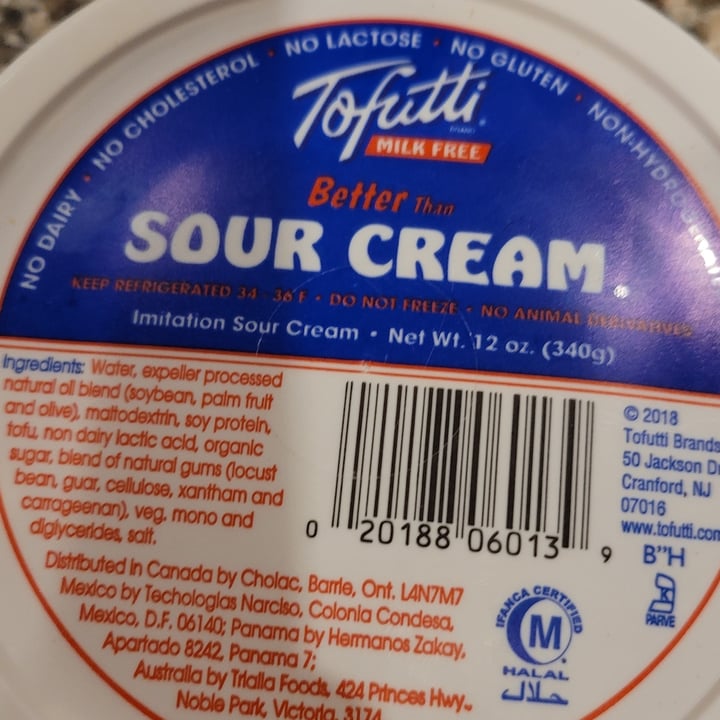 NO DAIRY • NO CHOLESTEROL • NO LACTOSE • NO GLUTEN • NON-HYDROGENATED
Tofutti
BRAND
MILK FREE
Better Than
SOUR CREAM®
KEEP REFRIGERATED 34 - 36 F • DO NOT FREEZE • NO ANIMAL DERIVATIVES
Imitation Sour Cream • Net Wt. 12 oz. (340g)
Ingredients: Water, expeller processed
natural oil blend (soybean, palm fruit
and olive), maltodextrin, soy protein,
tofu, non dairy lactic acid, organic
sugar, blend of natural gums (locust
bean, guar, cellulose, xantham and
carrageenan), veg. mono and
diglycerides, salt.
0 20188 06013 9
© 2018
Tofutti Brands
50 Jackson D
Cranford, NJ
07016
www.tofutti.com
B"H
K
PARVE
Distributed in Canada by Cholac, Barrie, Ont. L4N7M7
Mexico by Techologias Narciso, Colonia Condesa,
Mexico, D.F. 06140; Panama by Hermanos Zakay,
Apartado 8242, Panama 7;
Australia by Trialla Foods, 424 Princes Hwy.,
Noble Park, Victoria, 3174
IFANCA CERTIFIED
M
HALAL
حلال